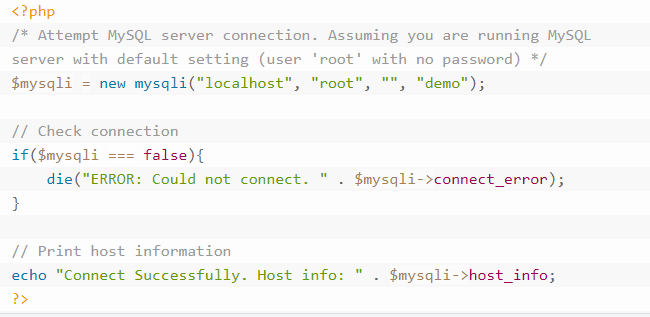 <?php
/* Attempt MySQL server connection. Assuming you are running MySQL
server with default setting (user 'root' with no password) */
$mysqli = new mysqli("localhost", "root", "", "demo");
// Check connection
if($mysqli === false){
    die("ERROR: Could not connect. " . $mysqli->connect_error);
}
// Print host information
echo "Connect Successfully. Host info: " . $mysqli->host_info;
?>